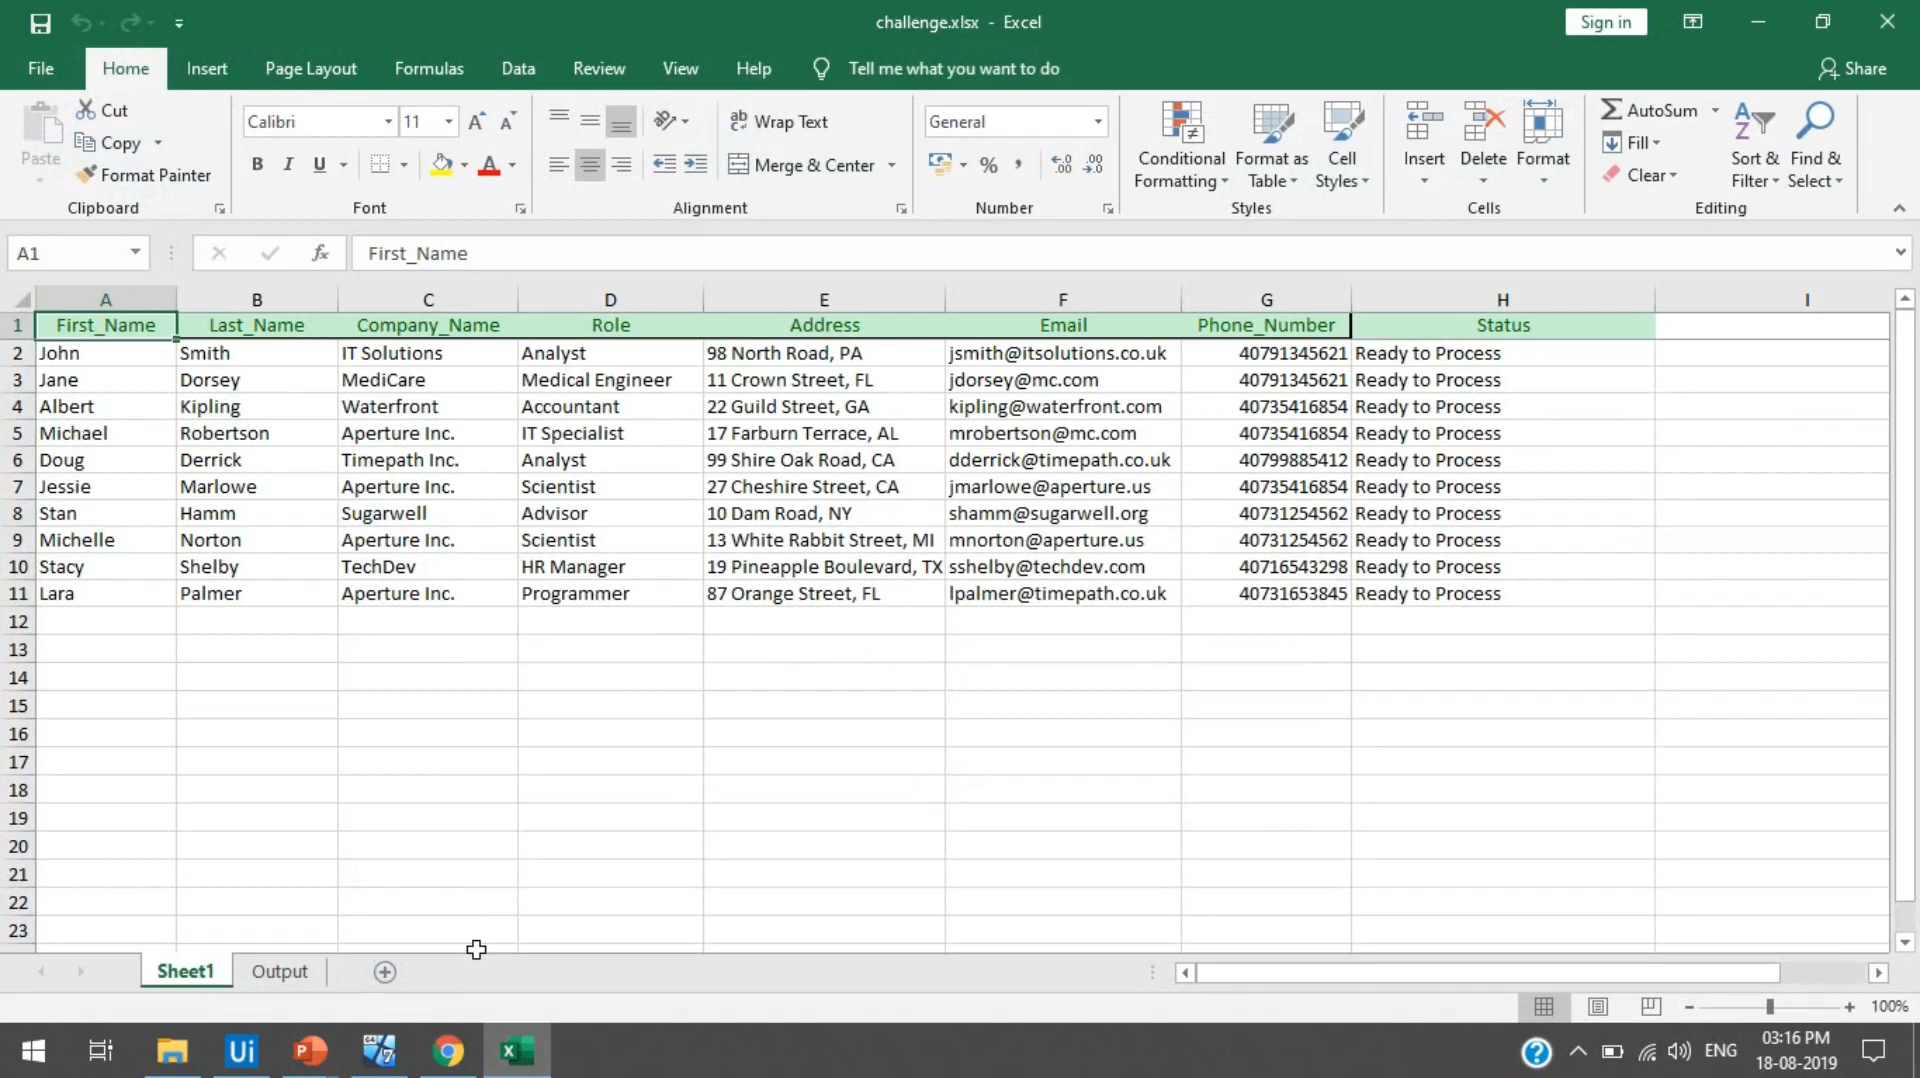 challenge.xlsx - Excel
Sign in
File Home Insert Page Layout Formulas Data Review View Help Tell me what you want to do Share
Paste
Cut
Copy
Format Painter
Clipboard
Calibri 11
B I U
Font
Wrap Text
Merge & Center
Alignment
General
%
Number
Conditional Formatting
Format as Table
Cell Styles
Styles
Insert Delete Format
Cells
AutoSum
Fill
Clear
Sort & Filter
Find & Select
Editing
A1 fx First_Name
A B C D E F G H I
1 First_Name Last_Name Company_Name Role Address Email Phone_Number Status
2 John Smith IT Solutions Analyst 98 North Road, PA jsmith@itsolutions.co.uk 40791345621 Ready to Process
3 Jane Dorsey MediCare Medical Engineer 11 Crown Street, FL jdorsey@mc.com 40791345621 Ready to Process
4 Albert Kipling Waterfront Accountant 22 Guild Street, GA kipling@waterfront.com 40735416854 Ready to Process
5 Michael Robertson Aperture Inc. IT Specialist 17 Farburn Terrace, AL mrobertson@mc.com 40735416854 Ready to Process
6 Doug Derrick Timepath Inc. Analyst 99 Shire Oak Road, CA dderrick@timepath.co.uk 40799885412 Ready to Process
7 Jessie Marlowe Aperture Inc. Scientist 27 Cheshire Street, CA jmarlowe@aperture.us 40735416854 Ready to Process
8 Stan Hamm Sugarwell Advisor 10 Dam Road, NY shamm@sugarwell.org 40731254562 Ready to Process
9 Michelle Norton Aperture Inc. Scientist 13 White Rabbit Street, MI mnorton@aperture.us 40731254562 Ready to Process
10 Stacy Shelby TechDev HR Manager 19 Pineapple Boulevard, TX sshelby@techdev.com 40716543298 Ready to Process
11 Lara Palmer Aperture Inc. Programmer 87 Orange Street, FL lpalmer@timepath.co.uk 40731653845 Ready to Process
12
13
14
15
16
17
18
19
20
21
22
23
Sheet1 Output
100%
Ui
ENG
03:16 PM
18-08-2019